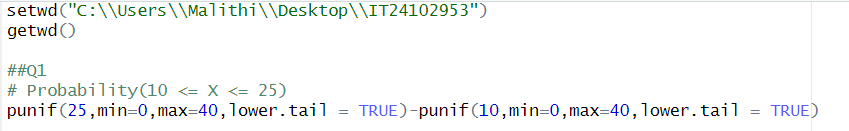 setwd("C:\\Users\\Malithi\\Desktop\\IT24102953")
getwd()
##Q1
# Probability(10 <= X <= 25)
punif(25,min=0,max=40,lower.tail = TRUE)-punif(10,min=0,max=40,lower.tail = TRUE)